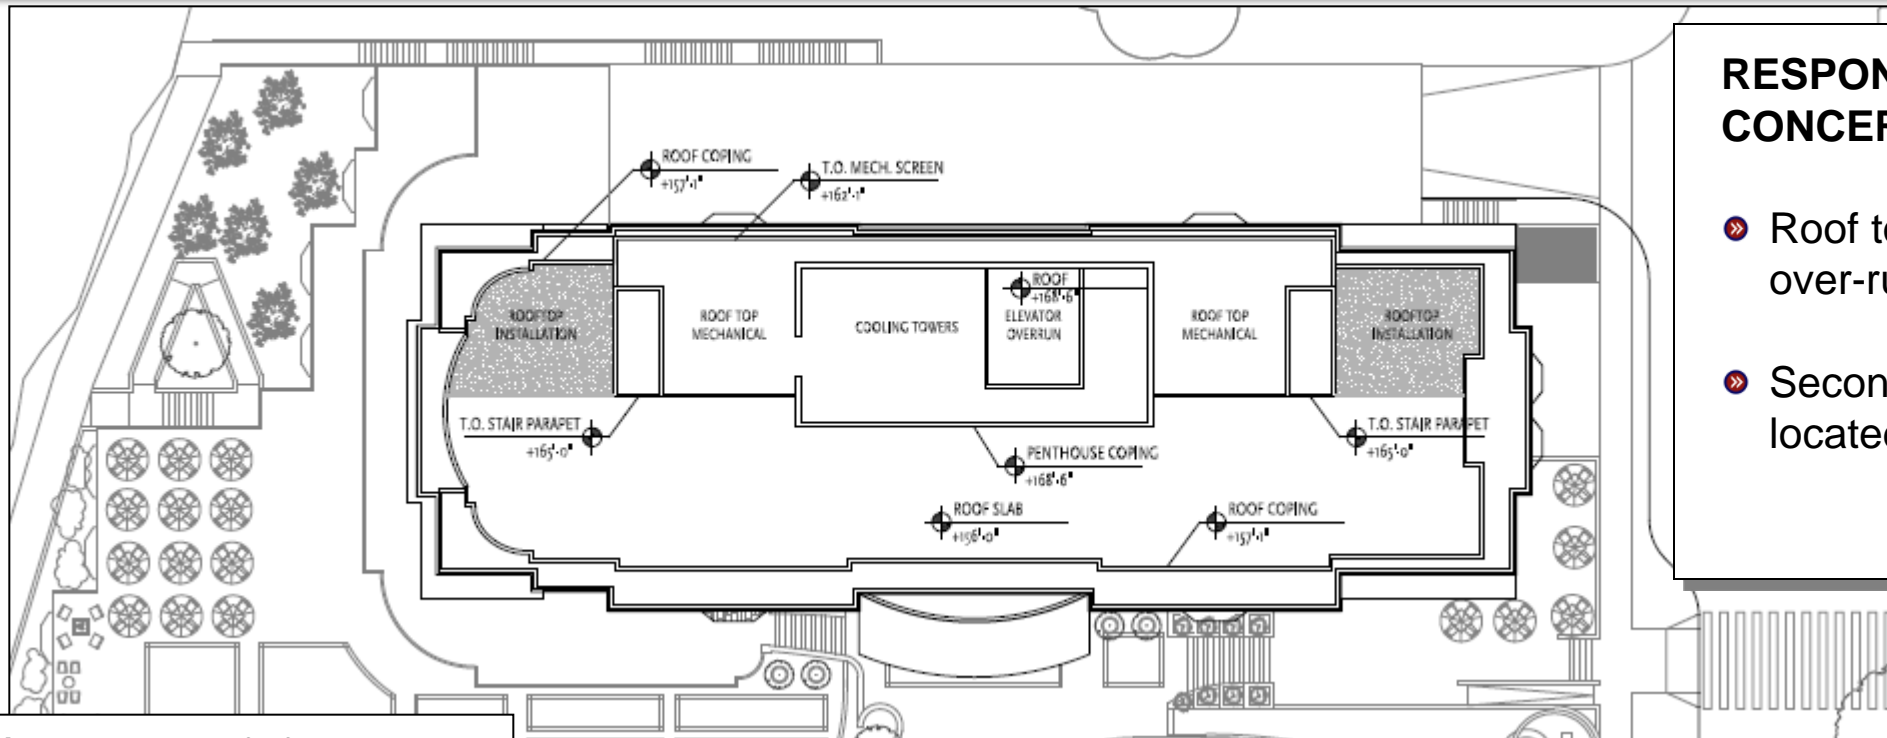 ROOF COPING
+157'-1"
T.O. MECH. SCREEN
+162'-1"
ROOFTOP
INSTALLATION
ROOF TOP
MECHANICAL
COOLING TOWERS
ROOF
+168'-6"
ELEVATOR
OVERRUN
ROOF TOP
MECHANICAL
ROOFTOP
INSTALLATION
T.O. STAIR PARAPET
+165'-0"
PENTHOUSE COPING
+168'-6"
T.O. STAIR PARAPET
+165'-0"
ROOF SLAB
+156'-0"
ROOF COPING
+157'-1"
RESPON
CONCER
Roof t
over-ru
Secon
locate